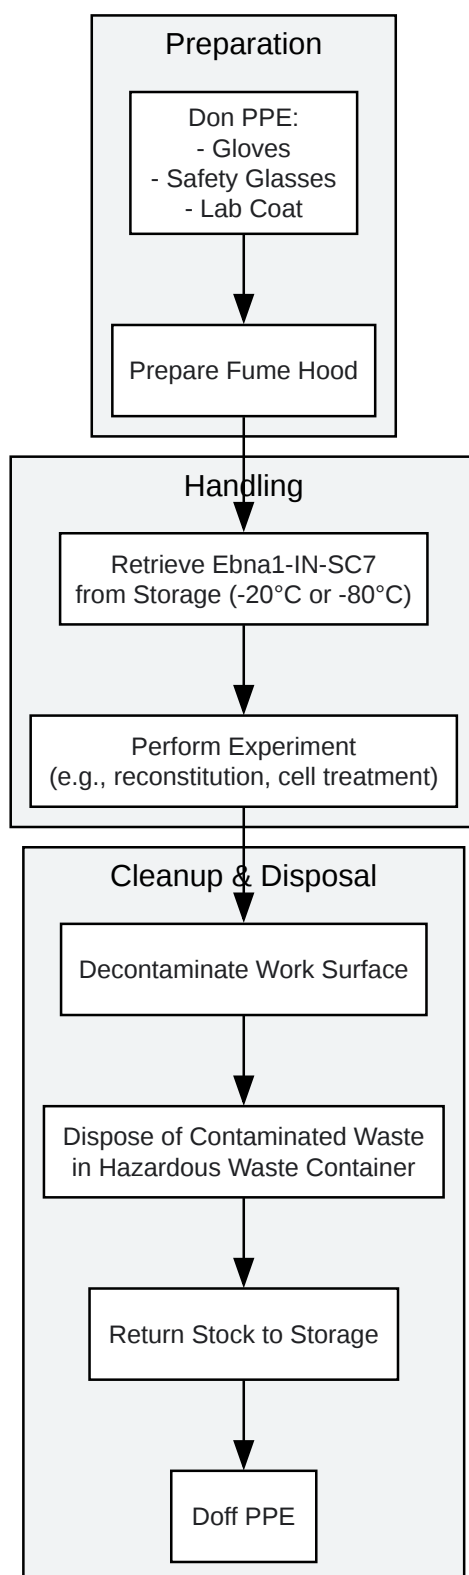 Preparation
Don PPE:
- Gloves
- Safety Glasses
- Lab Coat
Prepare Fume Hood
Handling
Retrieve Ebna1-IN-SC7
from Storage (-20°C or -80°C)
Perform Experiment
(e.g., reconstitution, cell treatment)
Cleanup & Disposal
Decontaminate Work Surface
Dispose of Contaminated Waste
in Hazardous Waste Container
Return Stock to Storage
Doff PPE